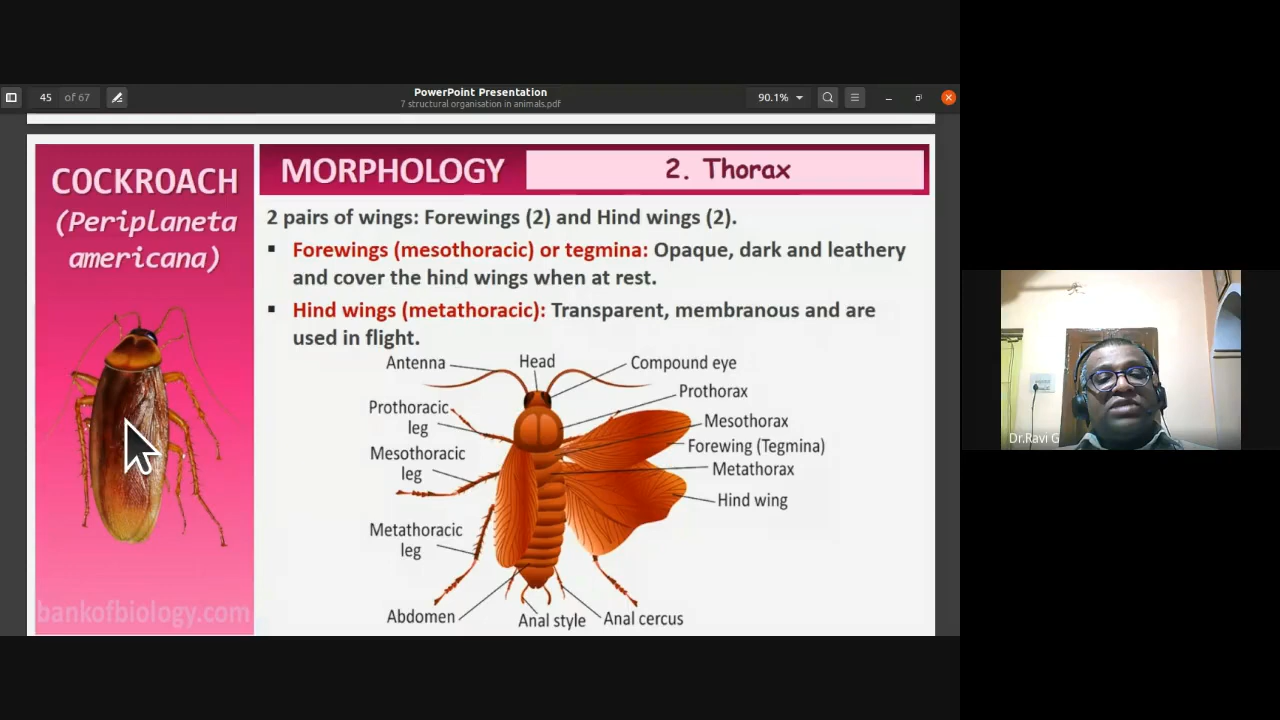 45 of 67
PowerPoint Presentation
7 structural organisation in animals.pdf
90.1%
COCKROACH
(Periplaneta
americana)
bankofbiology.com
MORPHOLOGY
2. Thorax
2 pairs of wings: Forewings (2) and Hind wings (2).
▪ Forewings (mesothoracic) or tegmina: Opaque, dark and leathery
and cover the hind wings when at rest.
▪ Hind wings (metathoracic): Transparent, membranous and are
used in flight.
Antenna
Head
Compound eye
Prothorax
Prothoracic
leg
Mesothorax
Forewing (Tegmina)
Mesothoracic
leg
Metathorax
Hind wing
Metathoracic
leg
Abdomen
Anal style
Anal cercus
Dr.Ravi G